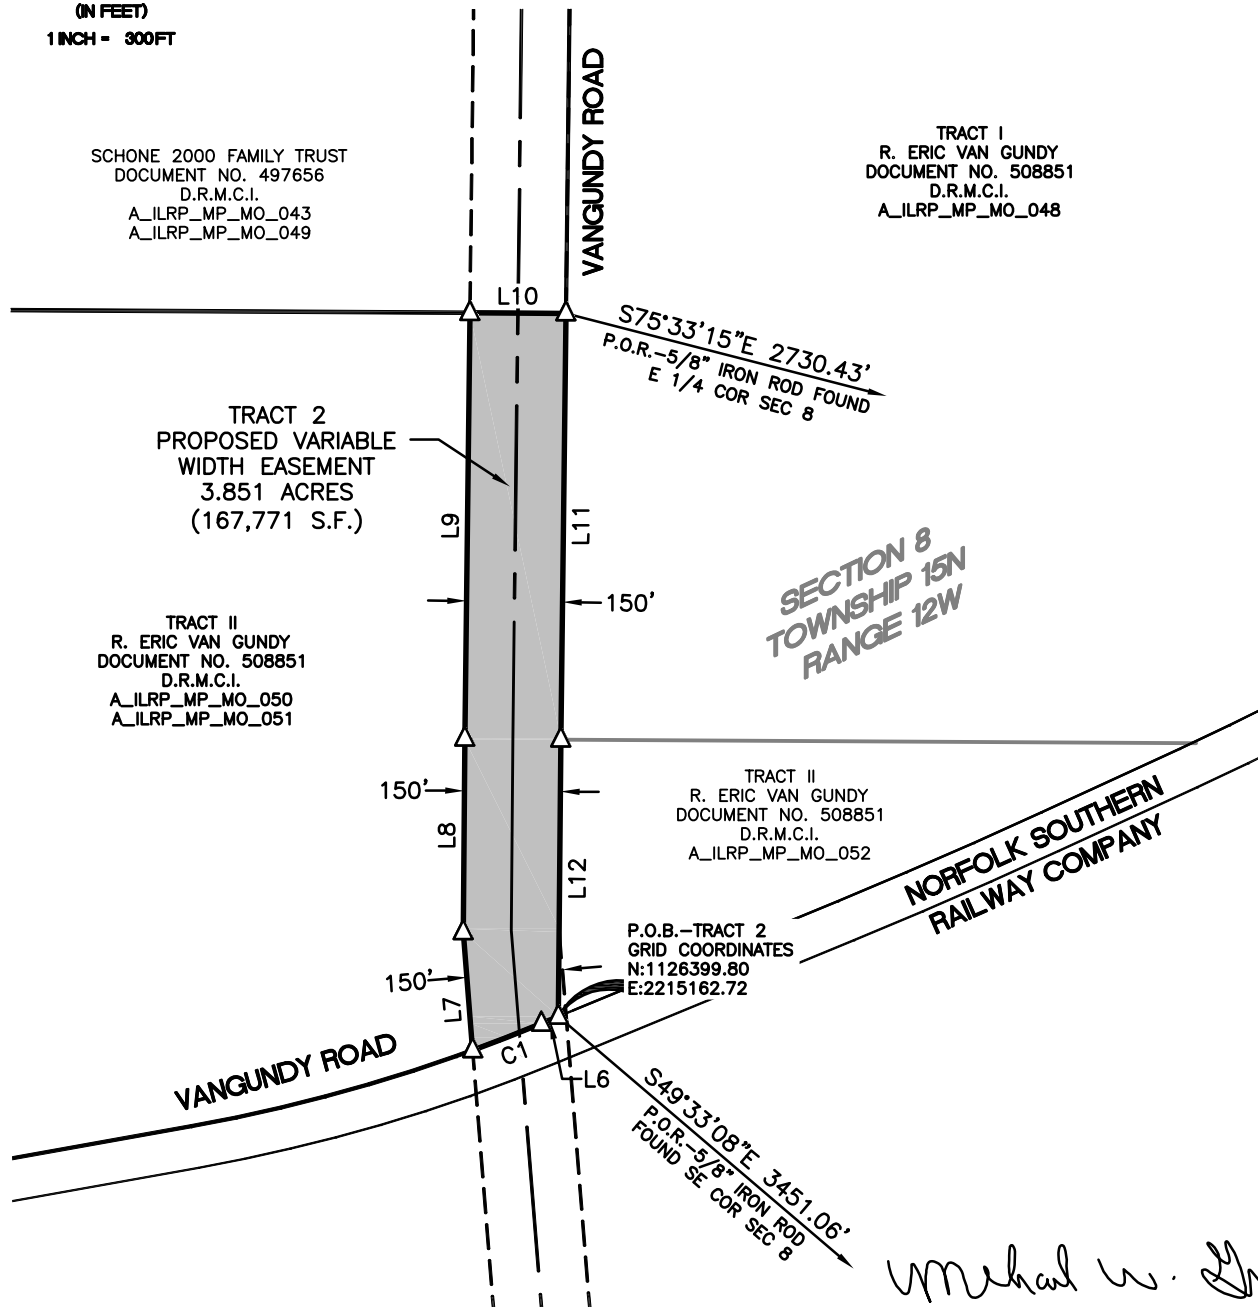 (IN FEET)
1 INCH = 300 FT
VANGUNDY ROAD
SCHONE 2000 FAMILY TRUST
DOCUMENT NO. 497656
D.R.M.C.I.
A_ILRP_MP_MO_043
A_ILRP_MP_MO_049
TRACT I
R. ERIC VAN GUNDY
DOCUMENT NO. 508851
D.R.M.C.I.
A_ILRP_MP_MO_048
L10
S75°33'15"E 2730.43'
P.O.R.-5/8" IRON ROD FOUND
E 1/4 COR SEC 8
TRACT 2
PROPOSED VARIABLE
WIDTH EASEMENT
3.851 ACRES
(167,771 S.F.)
L9
L11
150'
SECTION 8
TOWNSHIP 15N
RANGE 12W
TRACT II
R. ERIC VAN GUNDY
DOCUMENT NO. 508851
D.R.M.C.I.
A_ILRP_MP_MO_050
A_ILRP_MP_MO_051
150'
L8
L12
TRACT II
R. ERIC VAN GUNDY
DOCUMENT NO. 508851
D.R.M.C.I.
A_ILRP_MP_MO_052
NORFOLK SOUTHERN
RAILWAY COMPANY
P.O.B.-TRACT 2
GRID COORDINATES
N:1126399.80
E:2215162.72
150'
L7
C1
L6
VANGUNDY ROAD
S49°33'08"E 3451.06'
P.O.R.-5/8" IRON ROD
FOUND SE COR SEC 8